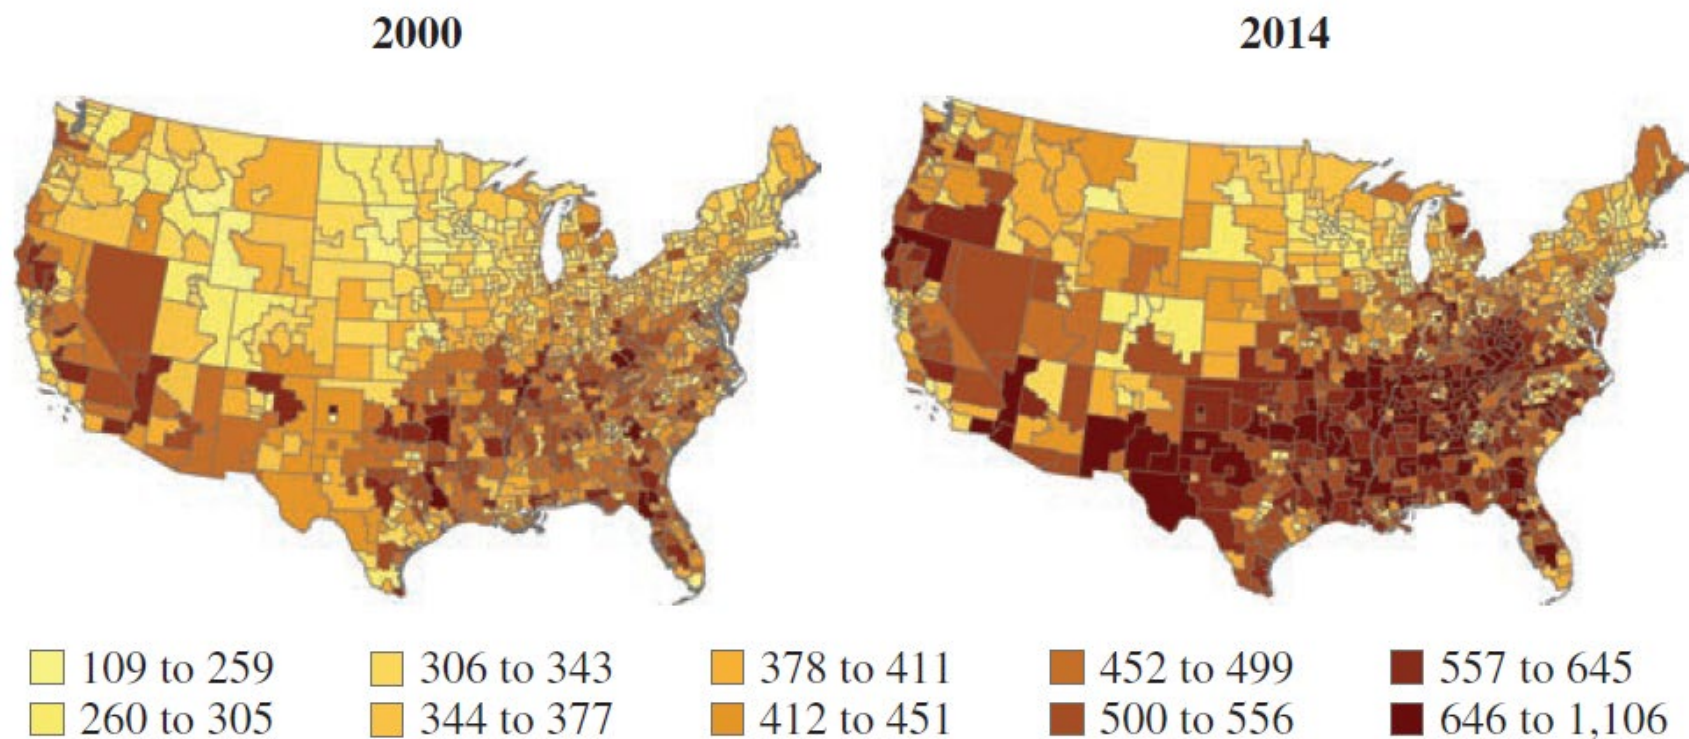 2000
2014
109 to 259
306 to 343
378 to 411
452 to 499
557 to 645
260 to 305
344 to 377
412 to 451
500 to 556
646 to 1,106